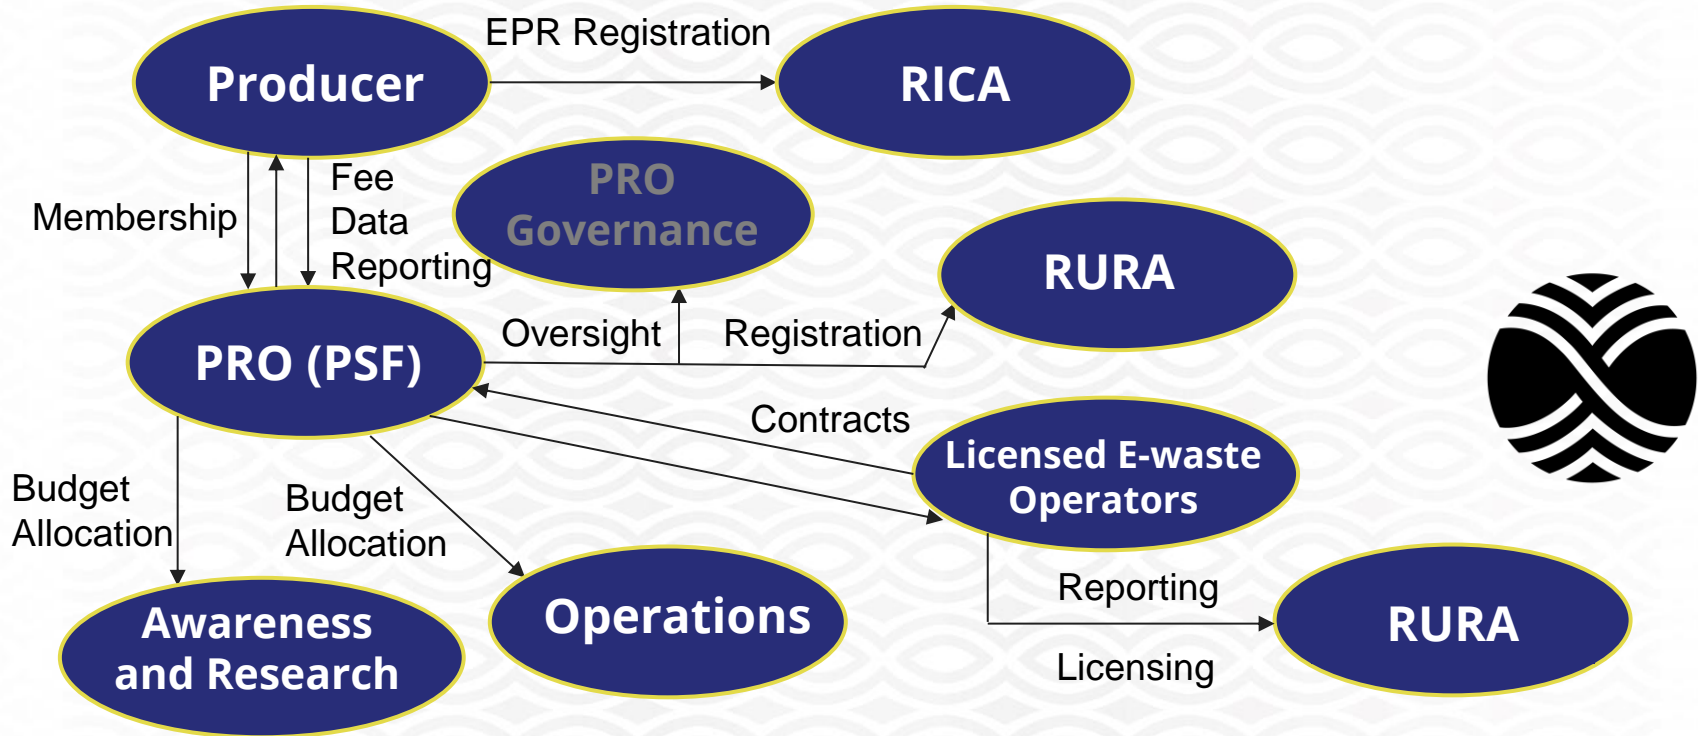 EPR Registration
Producer
RICA
Fee
Data
Reporting
Membership
PRO
Governance
RURA
Oversight
Registration
PRO (PSF)
Contracts
Licensed E-waste
Operators
Budget
Allocation
Budget
Allocation
Reporting
Licensing
RURA
Operations
Awareness
and Research